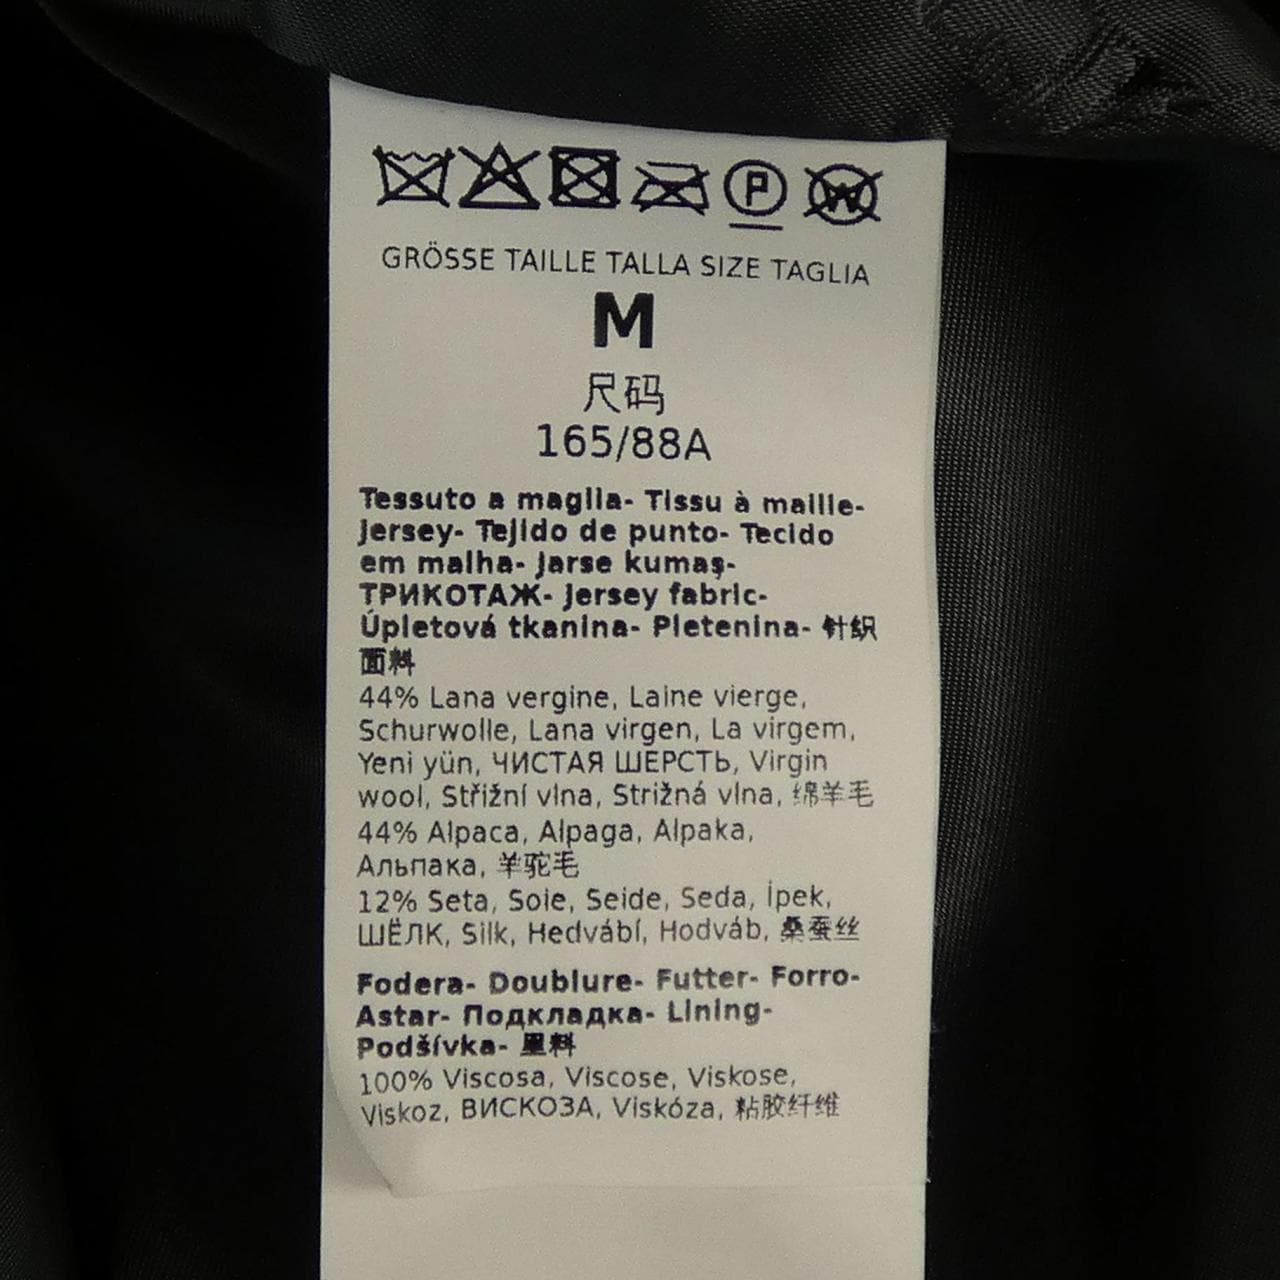 P W
GRÖSSE TAILLE TALLA SIZE TAGLIA
M
尺码
165/88A
Tessuto a maglia- Tissu à maille-
Jersey- Tejido de punto- Tecido
em malha- Jarse kumaş-
ТРИКОТАЖ- Jersey fabric-
Úpletová tkanina- Pletenina- 针织
面料
44% Lana vergine, Laine vierge,
Schurwolle, Lana virgen, La virgem,
Yeni yün, ЧИСТАЯ ШЕРСТЬ, Virgin
wool, Střižní vlna, Strižná vlna, 绵羊毛
44% Alpaca, Alpaga, Alpaka,
Альпака, 羊驼毛
12% Seta, Soie, Seide, Seda, İpek,
ШЁЛК, Silk, Hedvábí, Hodváb, 桑蚕丝
Fodera- Doublure- Futter- Forro-
Astar- Подкладка- Lining-
Podšívka- 里料
100% Viscosa, Viscose, Viskose,
Viskoz, ВИСКОЗА, Viskóza, 粘胶纤维